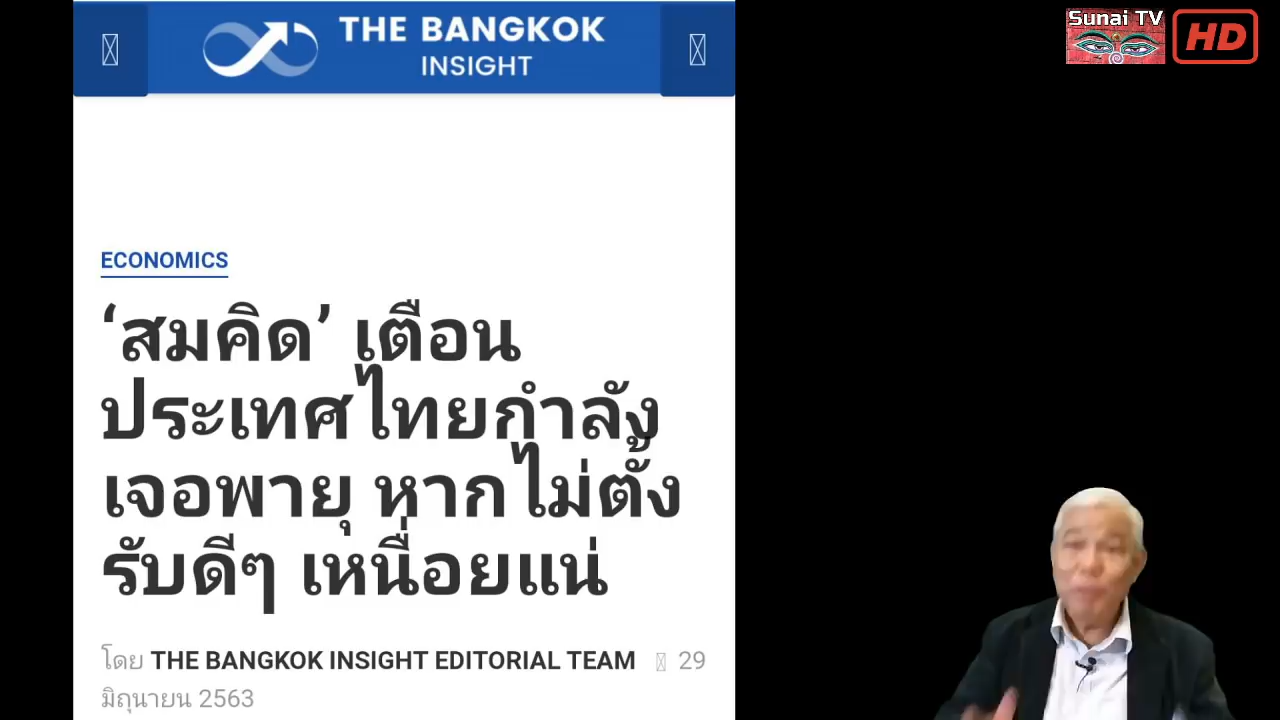 THE BANGKOK
INSIGHT
Sunai TV
HD
ECONOMICS
‘สมคิด’ เตือน
ประเทศไทยกำลัง
เจอพายุ หากไม่ตั้ง
รับดีๆ เหนื่อยแน่
โดย THE BANGKOK INSIGHT EDITORIAL TEAM 29
มิถุนายน 2563